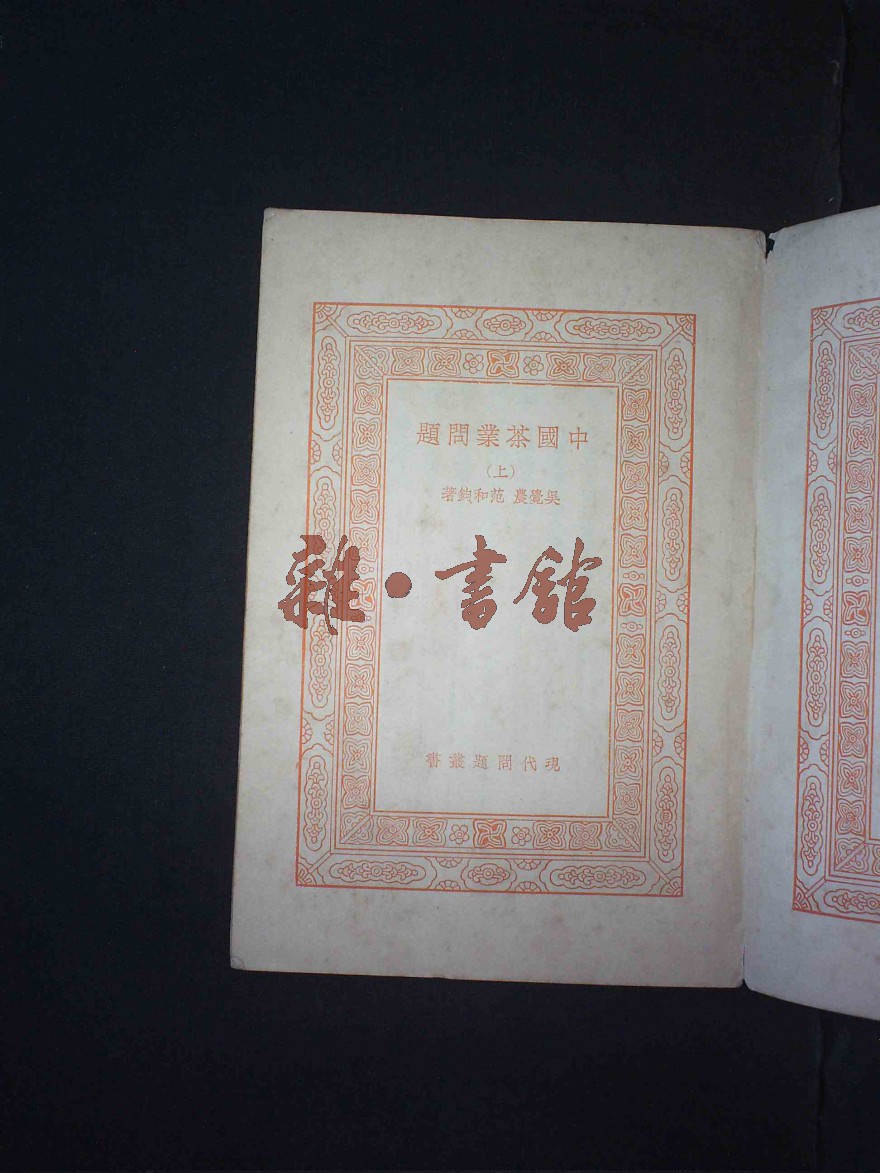 中國茶業問題
(上)
吳覺農 范和鈞著
雜·書館
現代問題叢書